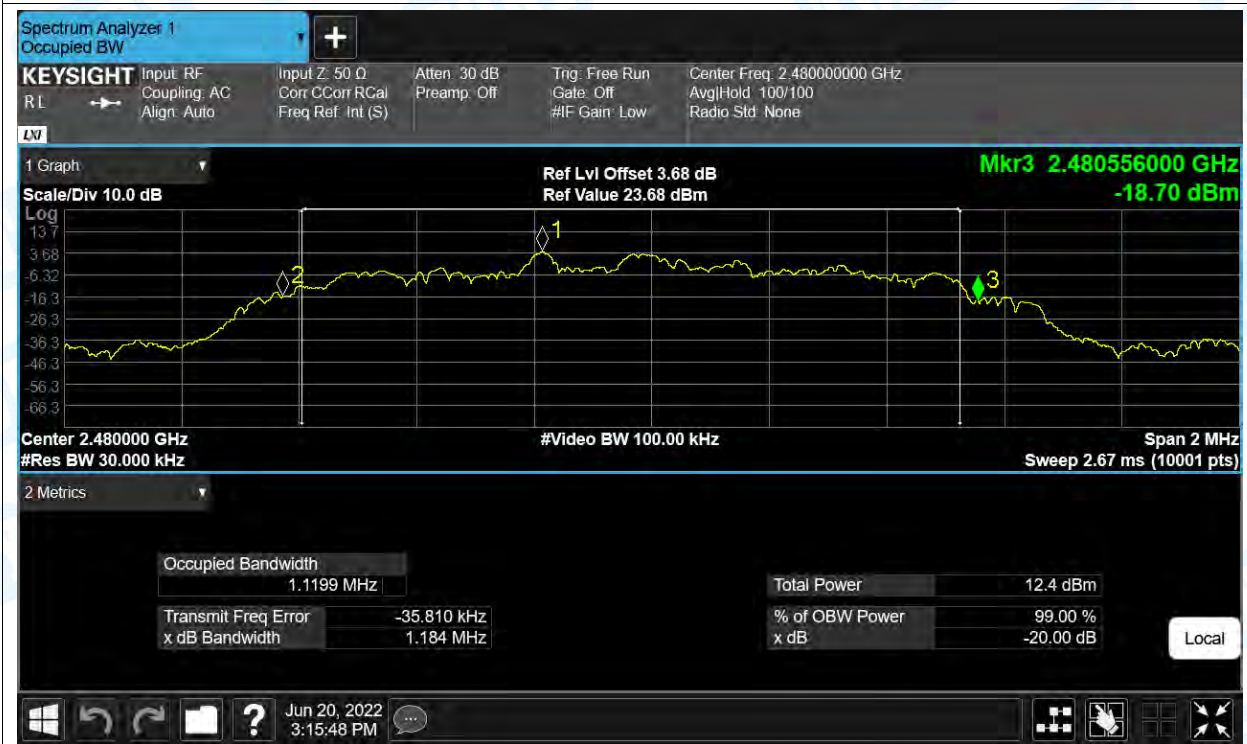 Spectrum Analyzer 1
Occupied BW
KEYSIGHT Input: RF Input Z: 50 Ω Atten: 30 dB Trig: Free Run Center Freq: 2.480000000 GHz
R L Coupling: AC Corr CCorr RCal Preamp: Off Gate: Off Avg|Hold: 100/100
Align: Auto Freq Ref: Int (S) #IF Gain: Low Radio Std: None
LXI
1 Graph Ref Lvl Offset 3.68 dB Mkr3 2.480556000 GHz
Scale/Div 10.0 dB Ref Value 23.68 dBm -18.70 dBm
Log
13.7 1
3.68
-6.32 2 3
-16.3
-26.3
-36.3
-46.3
-56.3
-66.3
Center 2.480000 GHz #Video BW 100.00 kHz Span 2 MHz
#Res BW 30.000 kHz Sweep 2.67 ms (10001 pts)
2 Metrics
Occupied Bandwidth
1.1199 MHz Total Power 12.4 dBm
Transmit Freq Error -35.810 kHz % of OBW Power 99.00 %
x dB Bandwidth 1.184 MHz x dB -20.00 dB Local
? Jun 20, 2022
3:15:48 PM